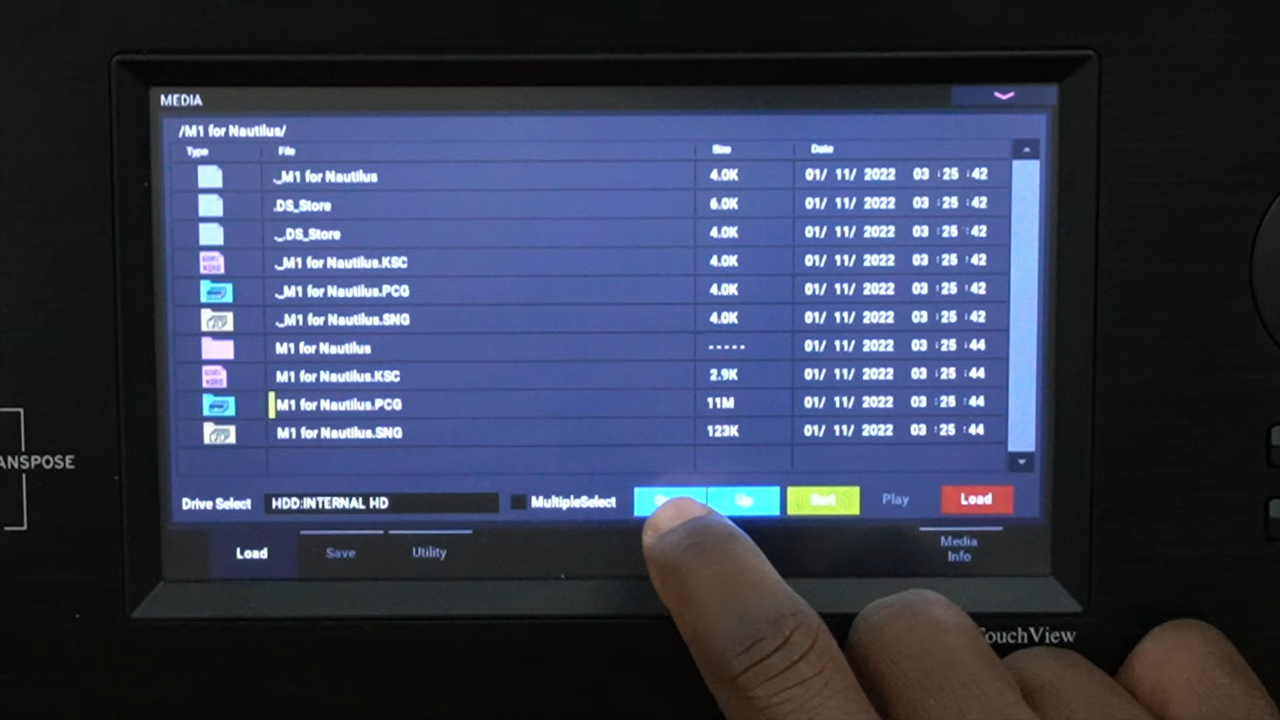 MEDIA
/M1 for Nautilus/
Type File Size Date
._M1 for Nautilus 4.0K 01/ 11/ 2022 03 :25 :42
.DS_Store 6.0K 01/ 11/ 2022 03 :25 :42
._.DS_Store 4.0K 01/ 11/ 2022 03 :25 :42
._M1 for Nautilus.KSC 4.0K 01/ 11/ 2022 03 :25 :42
._M1 for Nautilus.PCG 4.0K 01/ 11/ 2022 03 :25 :42
._M1 for Nautilus.SNG 4.0K 01/ 11/ 2022 03 :25 :42
M1 for Nautilus ----- 01/ 11/ 2022 03 :25 :44
M1 for Nautilus.KSC 2.9K 01/ 11/ 2022 03 :25 :44
M1 for Nautilus.PCG 11M 01/ 11/ 2022 03 :25 :44
M1 for Nautilus.SNG 123K 01/ 11/ 2022 03 :25 :44
Drive Select HDD:INTERNAL HD MultipleSelect Up Play Load
Load Save Utility Media Info
ANSPOSE
TouchView